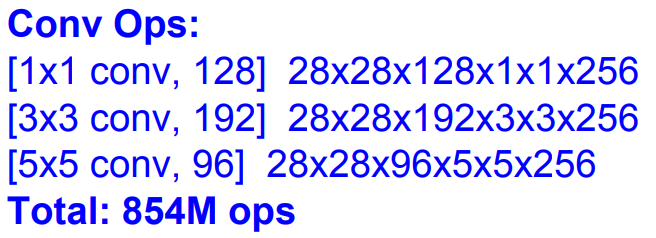 Conv Ops:
[1x1 conv, 128] 28x28x128x1x1x256
[3x3 conv, 192] 28x28x192x3x3x256
[5x5 conv, 96] 28x28x96x5x5x256
Total: 854M ops